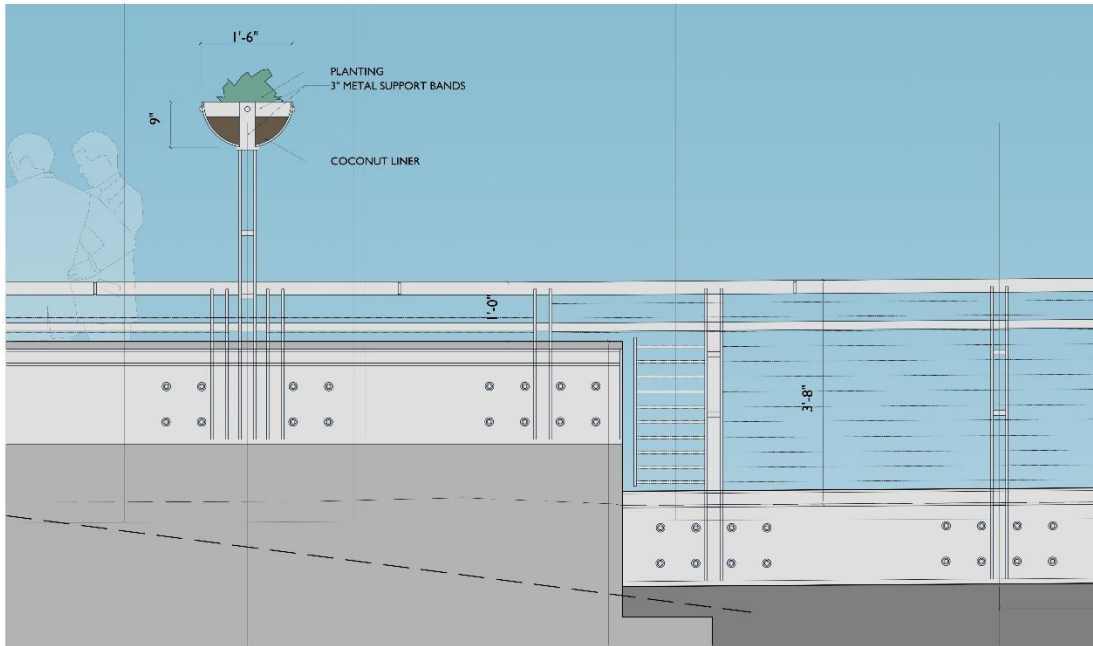 1'-6"
PLANTING
3" METAL SUPPORT BANDS
9"
COCONUT LINER
1'-0"
3'-8"